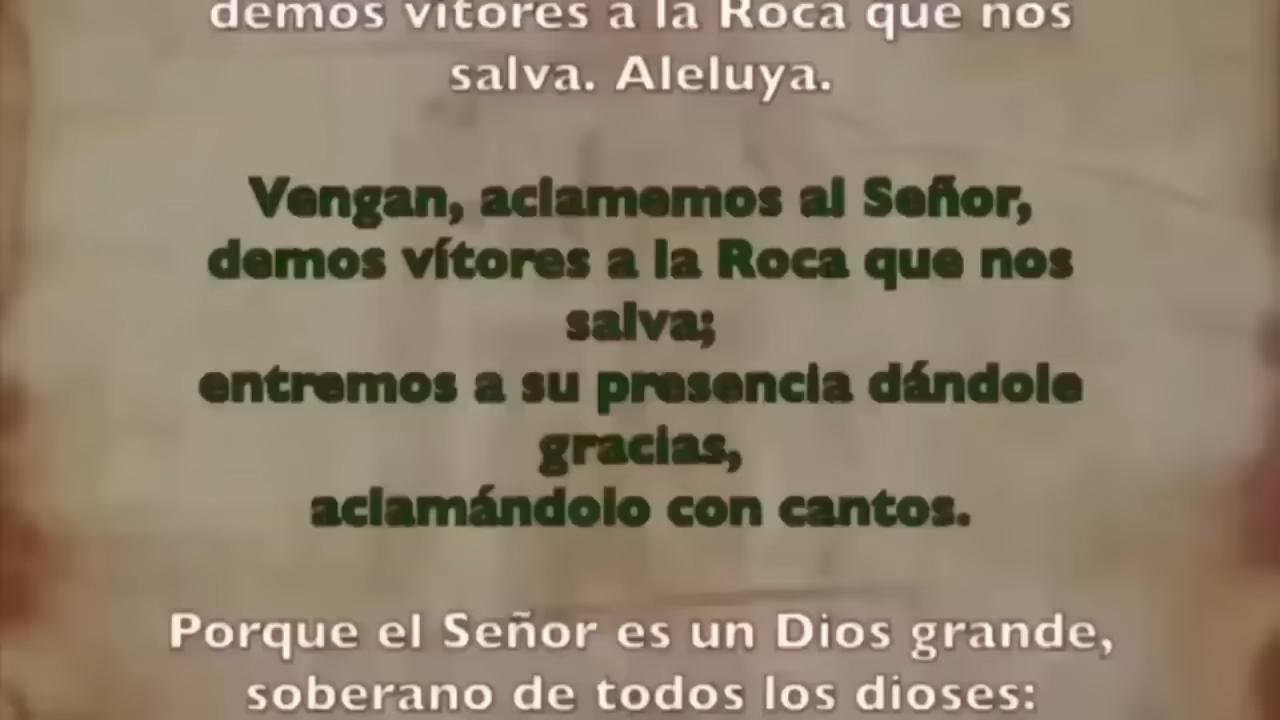 demos vítores a la Roca que nos
salva. Aleluya.
Vengan, aclamemos al Señor,
demos vítores a la Roca que nos
salva;
entremos a su presencia dándole
gracias,
aclamándolo con cantos.
Porque el Señor es un Dios grande,
soberano de todos los dioses: